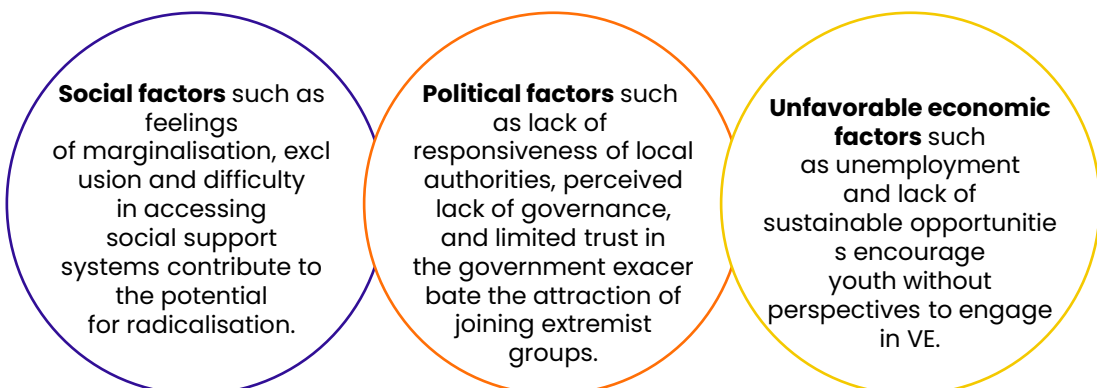 Social factors such as
feelings
of marginalisation, excl
usion and difficulty
in accessing
social support
systems contribute to
the potential
for radicalisation.
Political factors such
as lack of
responsiveness of local
authorities, perceived
lack of governance,
and limited trust in
the government exacer
bate the attraction of
joining extremist
groups.
Unfavorable economic
factors such
as unemployment
and lack of
sustainable opportunitie
s encourage
youth without
perspectives to engage
in VE.